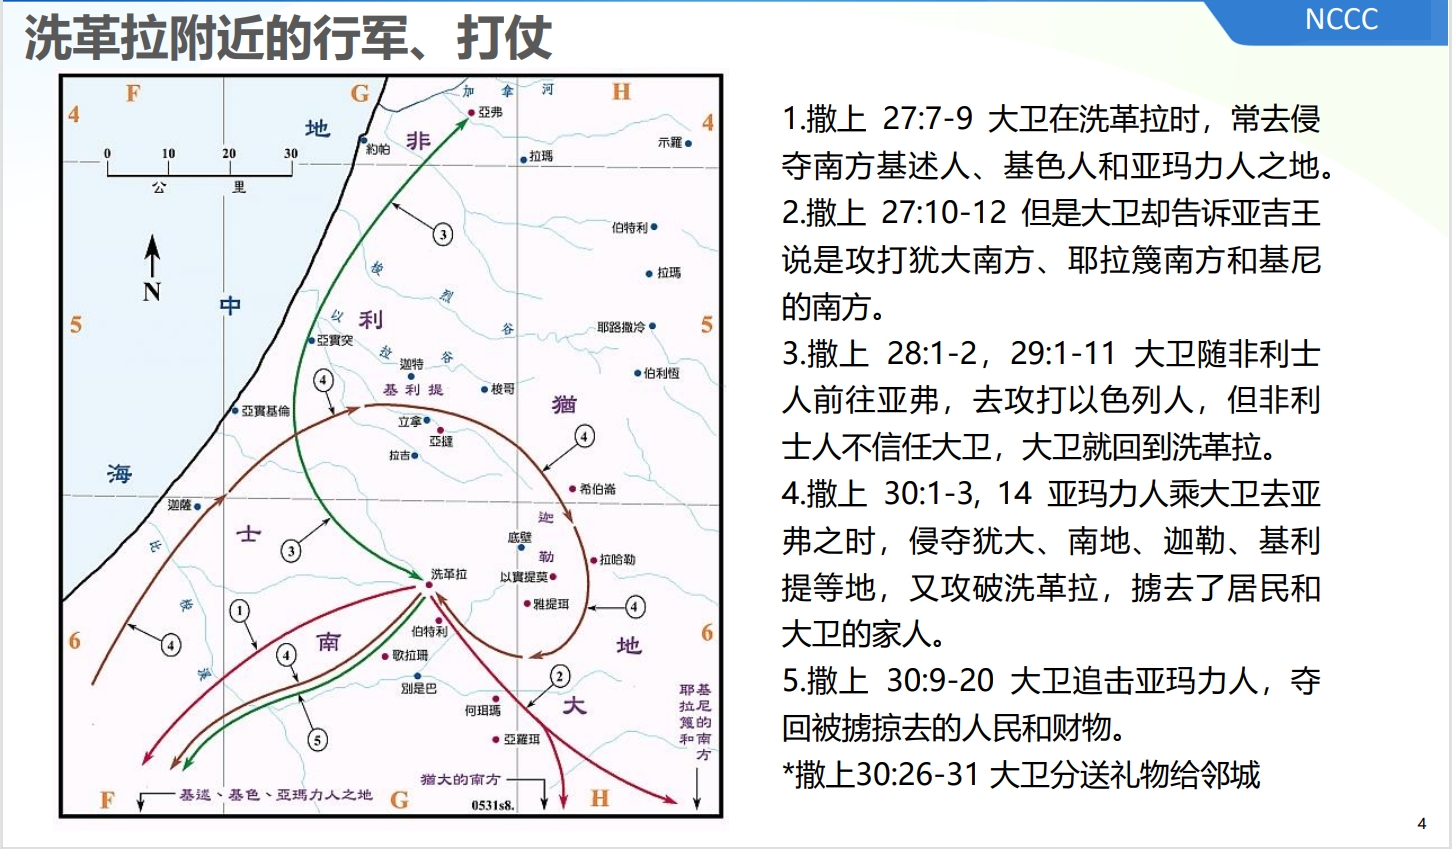 洗革拉附近的行军、打仗
NCCC
F
G
H
4
4
5
5
6
6
F
G
H
0 10 20 30
公 里
N
地 中 海
非 利 士
猶 大
南 地
加 拿 河
亞弗
約帕
拉瑪
示羅
伯特利
拉瑪
耶路撒冷
伯利恆
梭 烈 谷
以 拉 谷
亞實突
迦特
基 利 提
梭哥
亞實基倫
立拿
亞撻
拉吉
希伯崙
迦薩
迦 勒
底璧
拉哈勒
以實提莫
雅提珥
洗革拉
伯特利
歌拉珊
別是巴
何珥瑪
亞羅珥
比 梭 溪
3
4
4
3
1
4
4
4
2
5
基尼的南方
耶拉篾和
猶大的南方
基述、基色、亞瑪力人之地
0531s8.
1.撒上 27:7-9 大卫在洗革拉时，常去侵
夺南方基述人、基色人和亚玛力人之地。
2.撒上 27:10-12 但是大卫却告诉亚吉王
说是攻打犹大南方、耶拉篾南方和基尼
的南方。
3.撒上 28:1-2，29:1-11 大卫随非利士
人前往亚弗，去攻打以色列人，但非利
士人不信任大卫，大卫就回到洗革拉。
4.撒上 30:1-3, 14 亚玛力人乘大卫去亚
弗之时，侵夺犹大、南地、迦勒、基利
提等地，又攻破洗革拉，掳去了居民和
大卫的家人。
5.撒上 30:9-20 大卫追击亚玛力人，夺
回被掳掠去的人民和财物。
*撒上30:26-31 大卫分送礼物给邻城
4